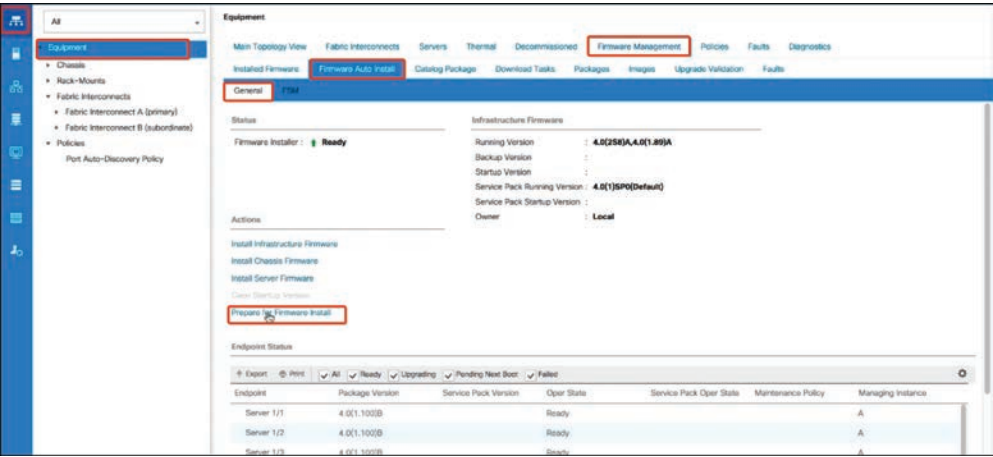 All
Equipment
Chassis
Rack-Mounts
Fabric Interconnects
Fabric Interconnect A (primary)
Fabric Interconnect B (subordinate)
Policies
Port Auto-Discovery Policy
Equipment
Main Topology View Fabric Interconnects Servers Thermal Decommissioned Firmware Management Policies Faults Diagnostics
Installed Firmware Firmware Auto Install Catalog Package Download Tasks Packages Images Upgrade Validation Faults
General FSM
Status
Firmware Installer : Ready
Actions
Install Infrastructure Firmware
Install Chassis Firmware
Install Server Firmware
Clear Startup Version
Prepare for Firmware Install
Infrastructure Firmware
Running Version : 4.0(258)A,4.0(1.89)A
Backup Version :
Startup Version :
Service Pack Running Version : 4.0(1)SP0(Default)
Service Pack Startup Version :
Owner : Local
Endpoint Status
Export Print All Ready Upgrading Pending Next Boot Failed
Endpoint Package Version Service Pack Version Oper State Service Pack Oper State Maintenance Policy Managing Instance
Server 1/1 4.0(1.100)B Ready A
Server 1/2 4.0(1.100)B Ready A
Server 1/3 4.0(1.100)B Ready A